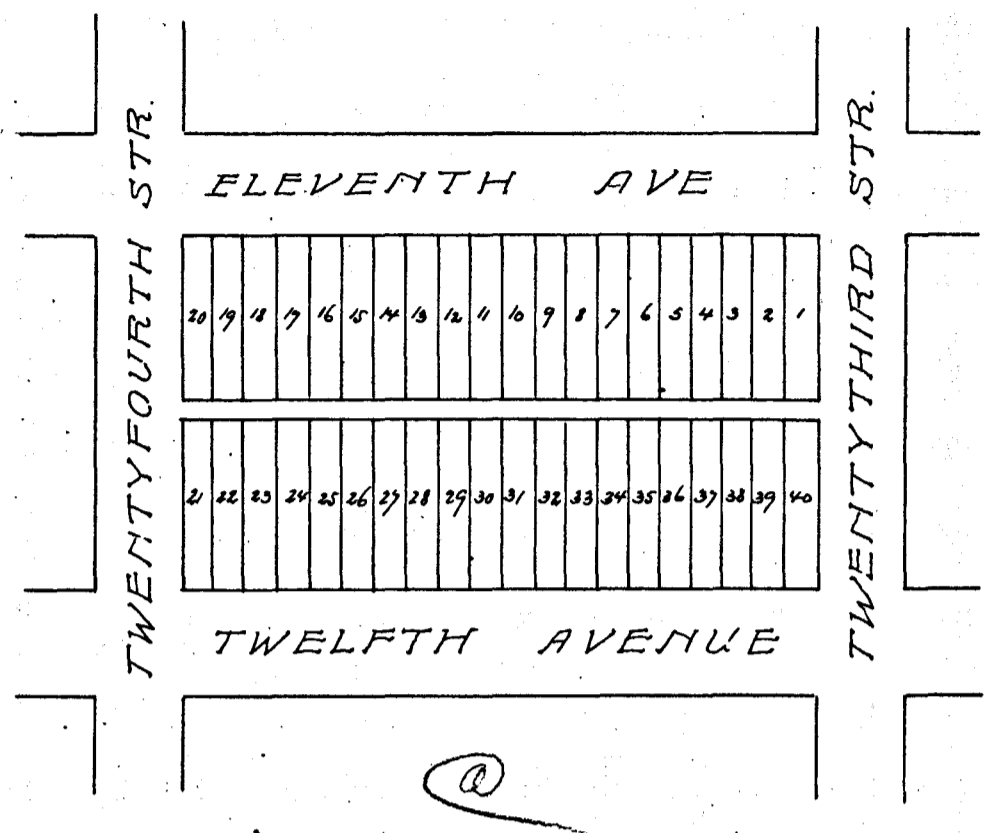 TWENTYFOURTH STR.
ELEVENTH AVE
TWENTYTHIRD STR.
20 19 18 17 16 15 14 13 12 11 10 9 8 7 6 5 4 3 2 1
21 22 23 24 25 26 27 28 29 30 31 32 33 34 35 36 37 38 39 40
TWELFTH AVENUE
@